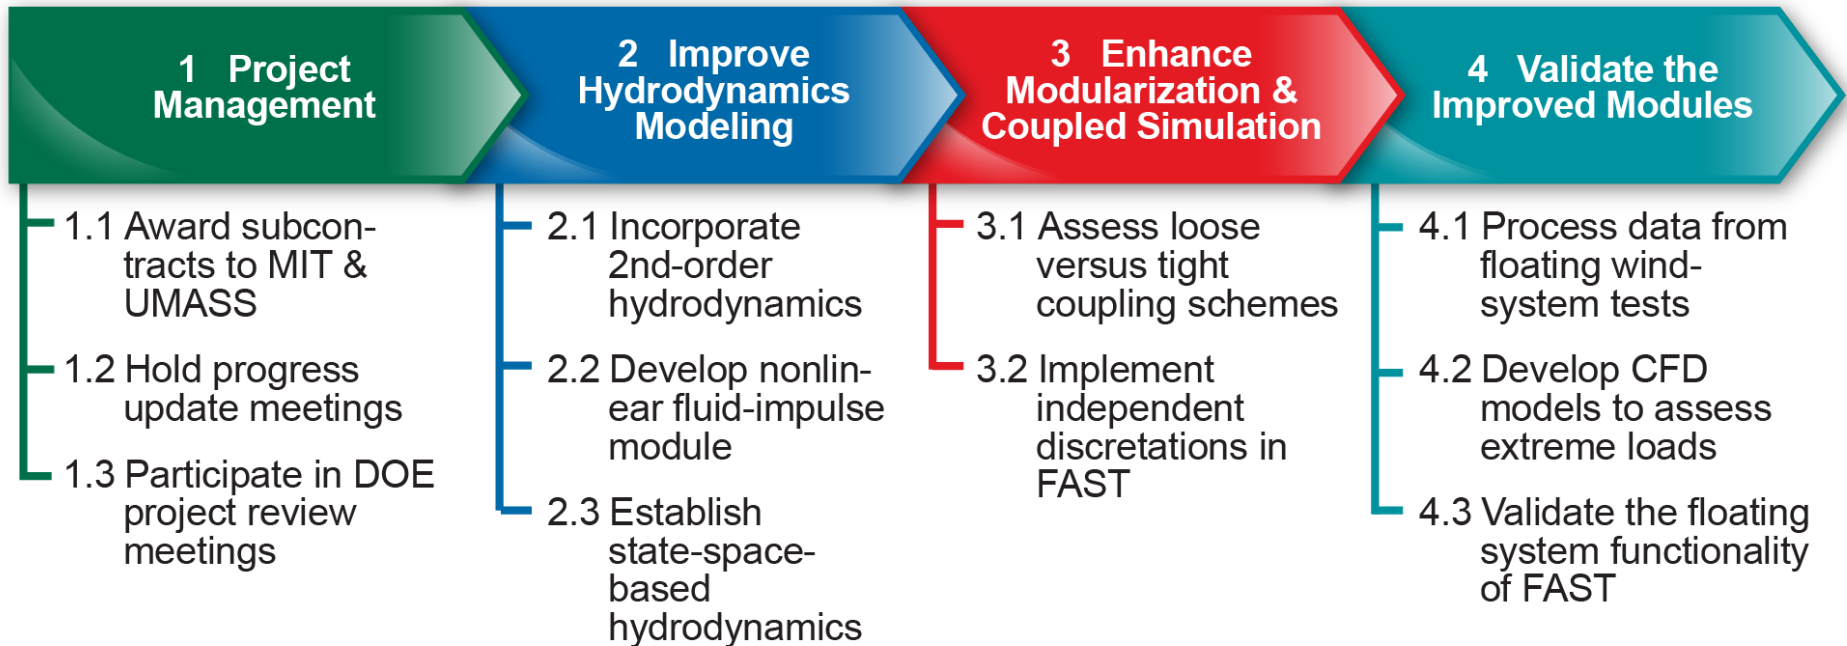 1 Project
Management
2 Improve
Hydrodynamics
Modeling
3 Enhance
Modularization &
Coupled Simulation
4 Validate the
Improved Modules
1.1 Award subcon-
tracts to MIT &
UMASS
1.2 Hold progress
update meetings
1.3 Participate in DOE
project review
meetings
2.1 Incorporate
2nd-order
hydrodynamics
2.2 Develop nonlin-
ear fluid-impulse
module
2.3 Establish
state-space-
based
hydrodynamics
3.1 Assess loose
versus tight
coupling schemes
3.2 Implement
independent
discretations in
FAST
4.1 Process data from
floating wind-
system tests
4.2 Develop CFD
models to assess
extreme loads
4.3 Validate the floating
system functionality
of FAST